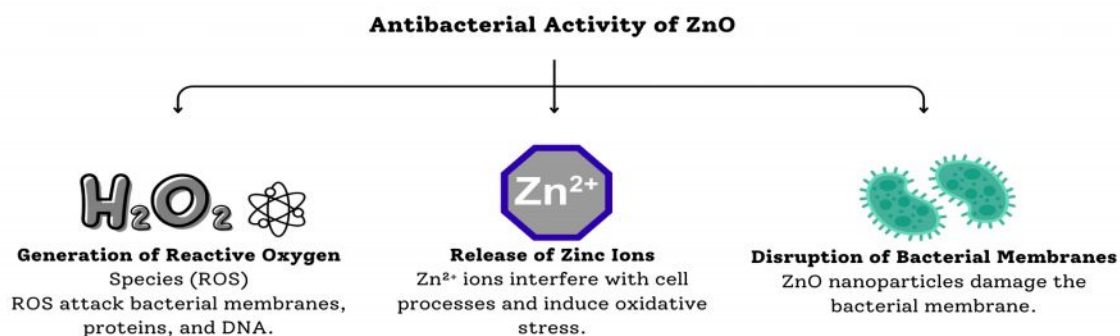 Antibacterial Activity of ZnO
H₂O₂
Generation of Reactive Oxygen
Species (ROS)
ROS attack bacterial membranes,
proteins, and DNA.
Zn²⁺
Release of Zinc Ions
Zn²⁺ ions interfere with cell
processes and induce oxidative
stress.
Disruption of Bacterial Membranes
ZnO nanoparticles damage the
bacterial membrane.